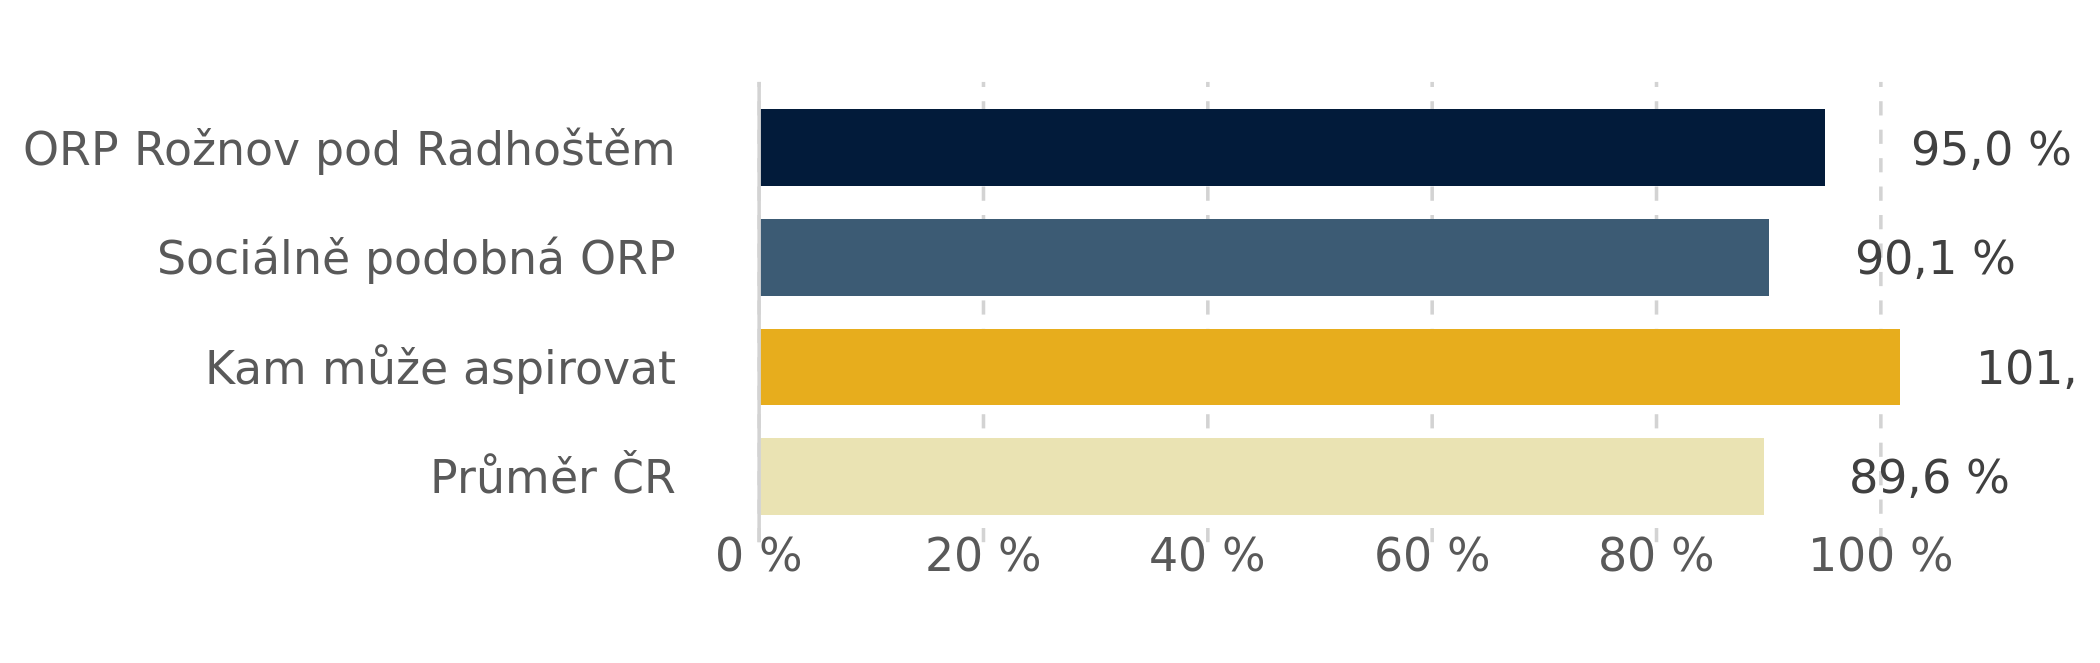 ORP Rožnov pod Radhoštěm 95,0 %
Sociálně podobná ORP 90,1 %
Kam může aspirovat 101,
Průměr ČR 89,6 %
0 % 20 % 40 % 60 % 80 % 100 %